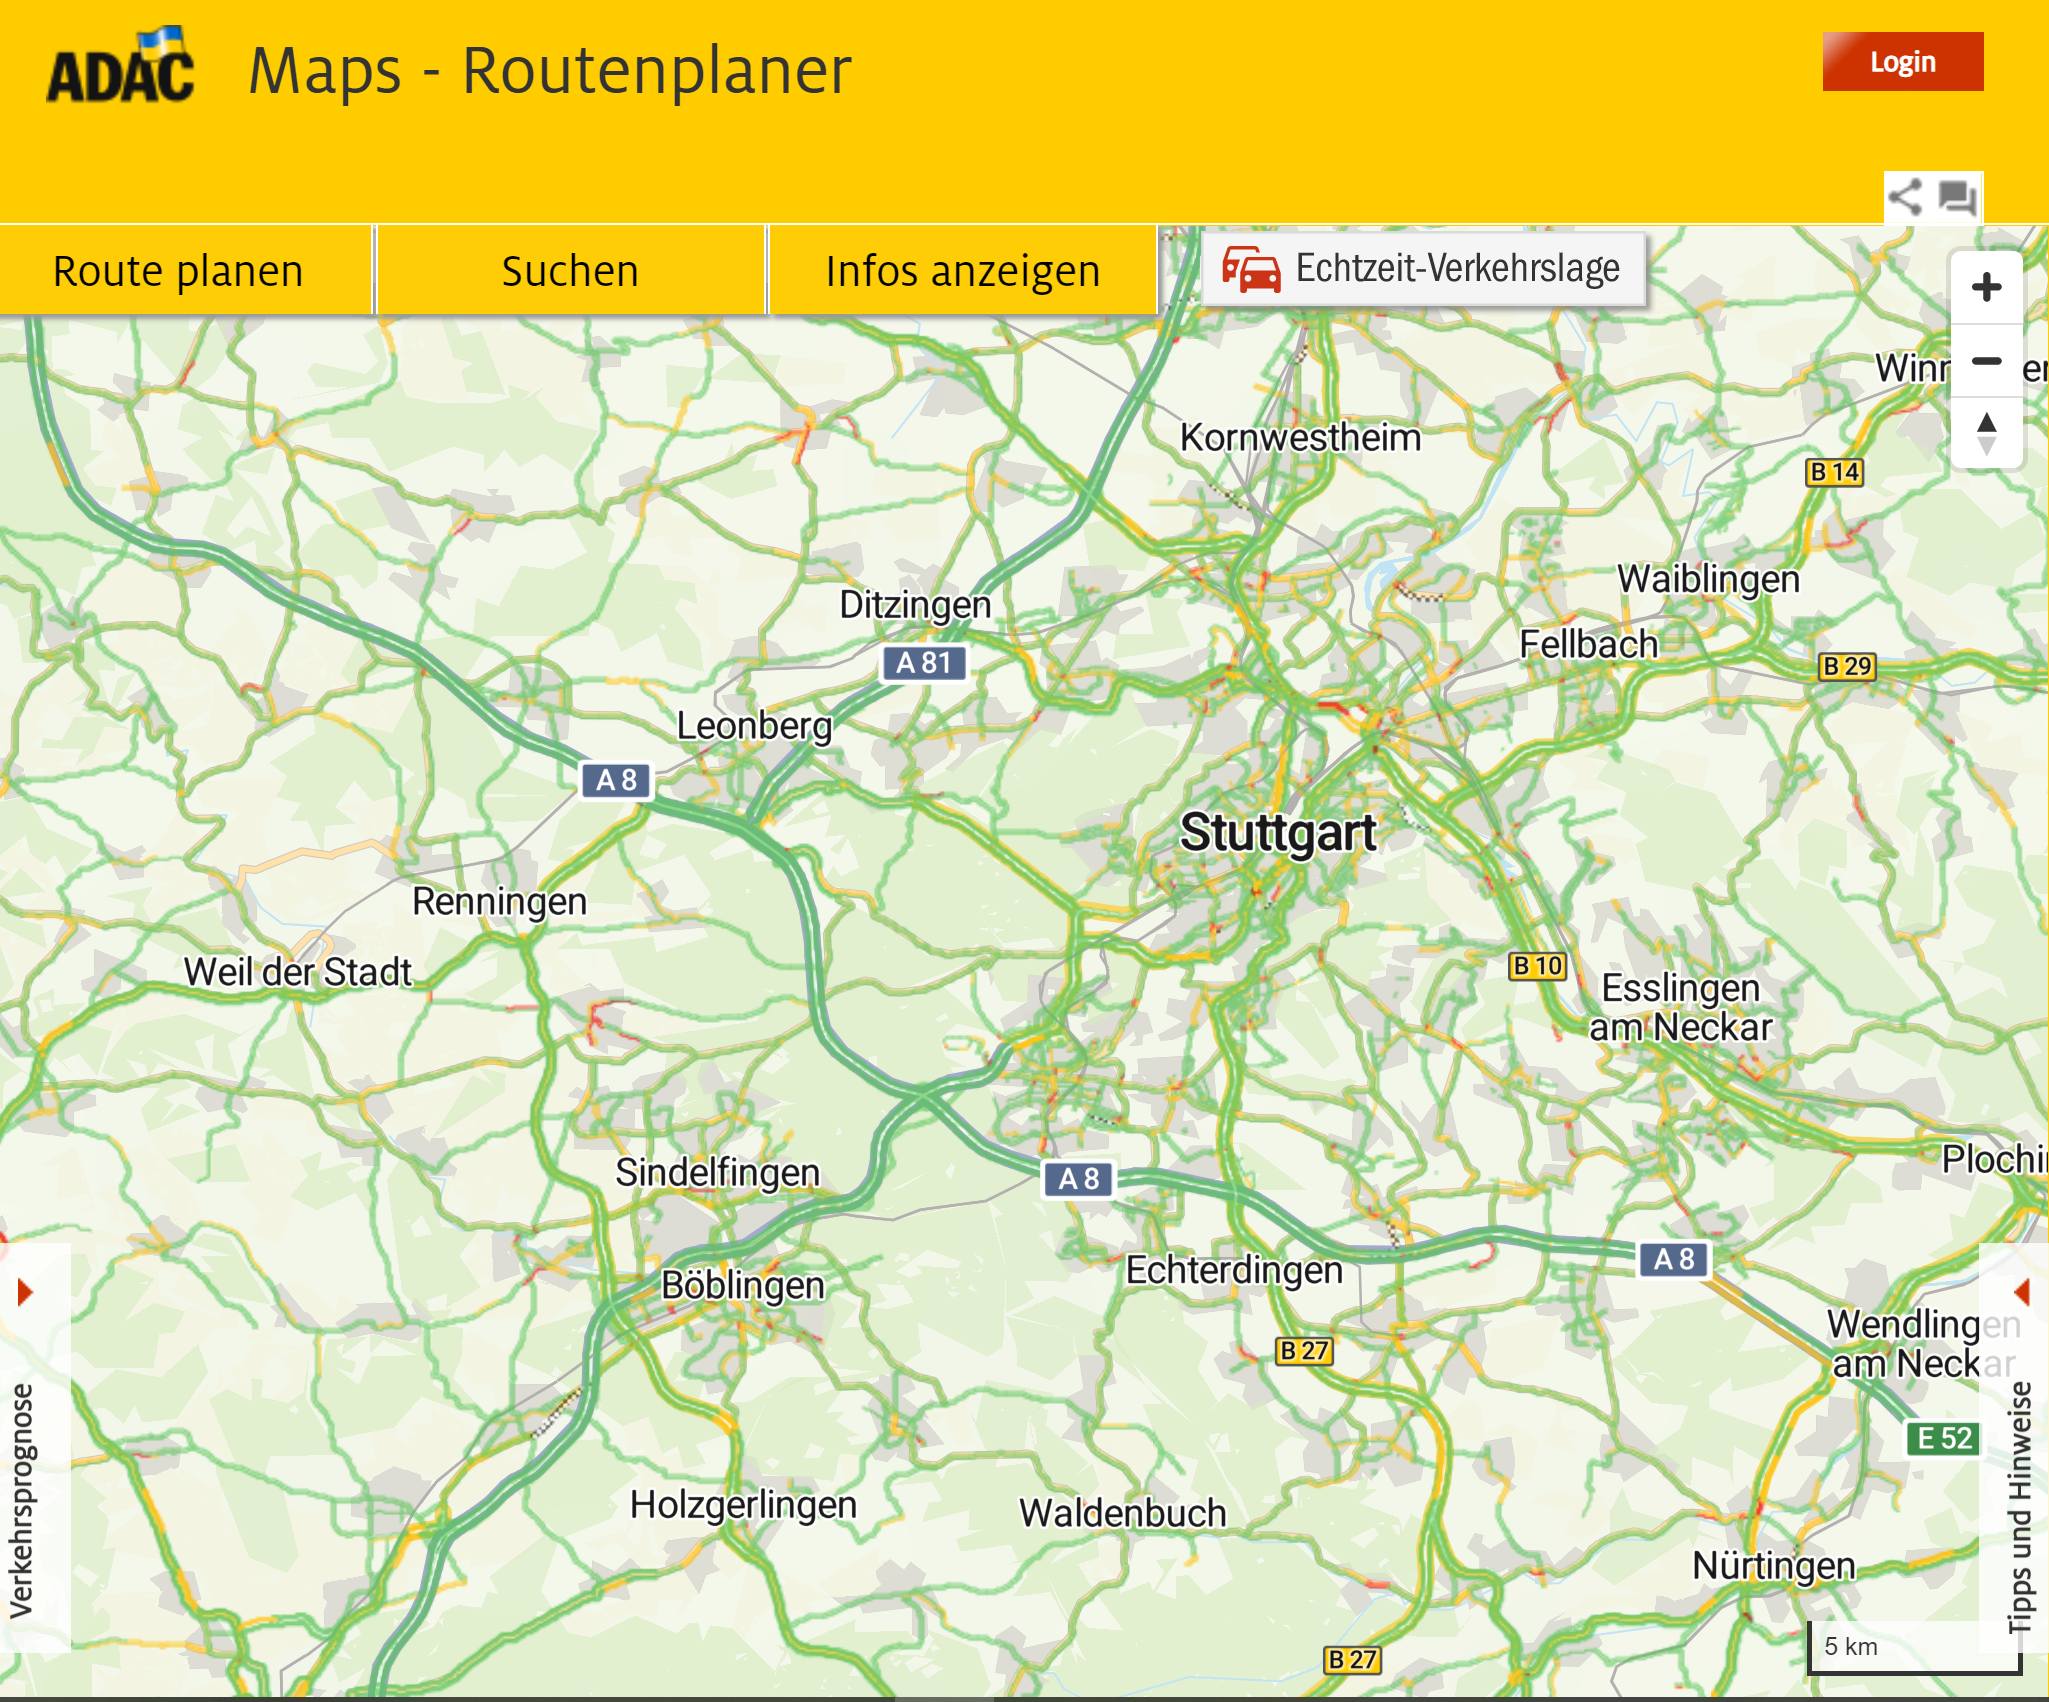 ADAC
Maps - Routenplaner
Login
Route planen
Suchen
Infos anzeigen
Echtzeit-Verkehrslage
Kornwestheim
B 14
Ditzingen
Waiblingen
A 81
Fellbach
B 29
Leonberg
A 8
Stuttgart
Renningen
Weil der Stadt
B 10
Esslingen
am Neckar
Sindelfingen
A 8
Plochi
Echterdingen
A 8
Böblingen
Wendlingen
am Neckar
B 27
E 52
Verkehrsprognose
Tipps und Hinweise
Holzgerlingen
Waldenbuch
Nürtingen
5 km
B 27